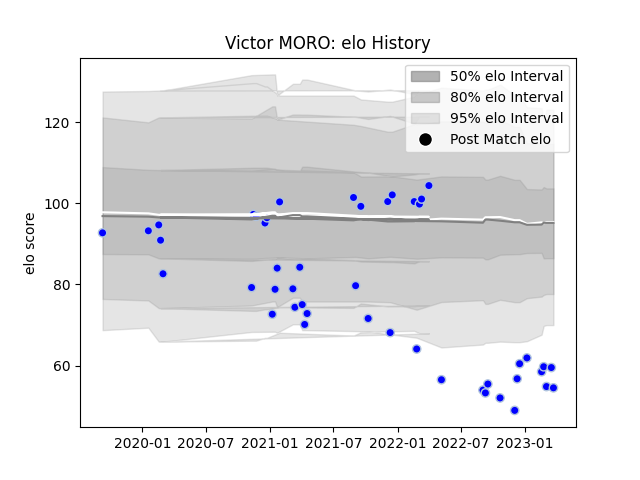 Victor MORO: elo History
50% elo Interval
80% elo Interval
95% elo Interval
Post Match elo
elo score
120
100
80
60
2020-01 2020-07 2021-01 2021-07 2022-01 2022-07 2023-01